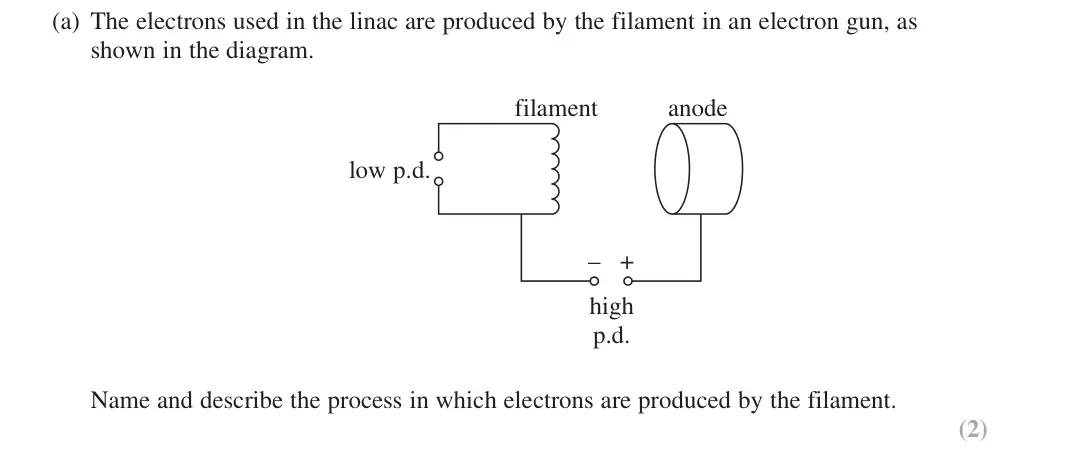 (a) The electrons used in the linac are produced by the filament in an electron gun, as
shown in the diagram.
filament
anode
low p.d.
– +
high
p.d.
Name and describe the process in which electrons are produced by the filament.
(2)